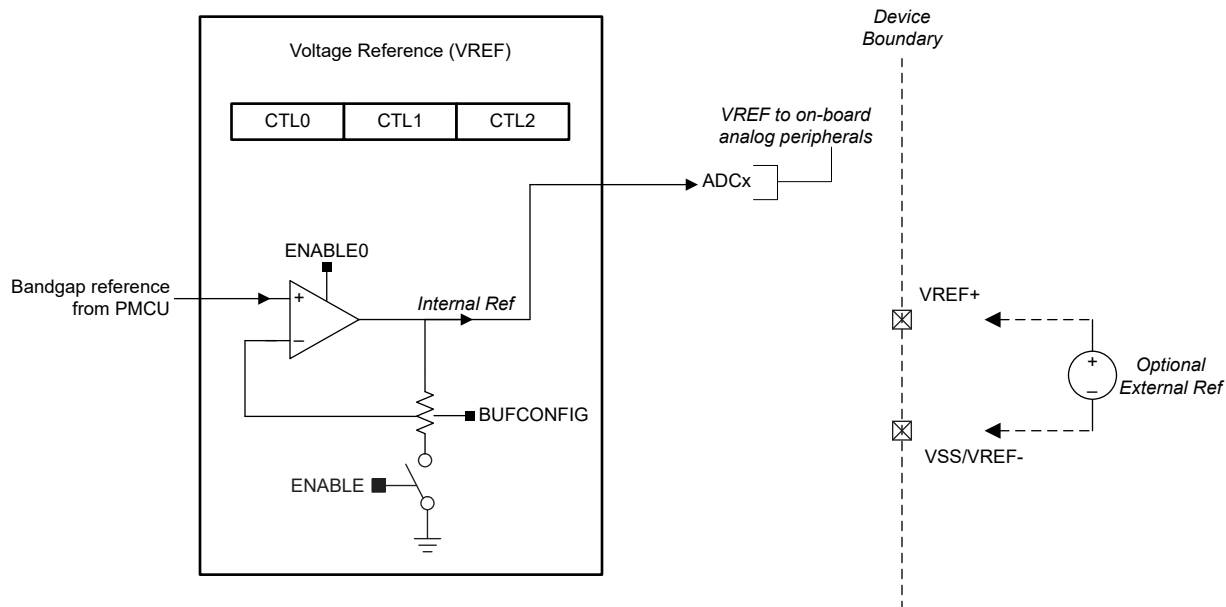 Device
Boundary
Voltage Reference (VREF)
CTL0
CTL1
CTL2
VREF to on-board
analog peripherals
ADCx
ENABLE0
Bandgap reference
from PMCU
+
−
Internal Ref
BUFCONFIG
ENABLE
VREF+
+
−
Optional
External Ref
VSS/VREF-